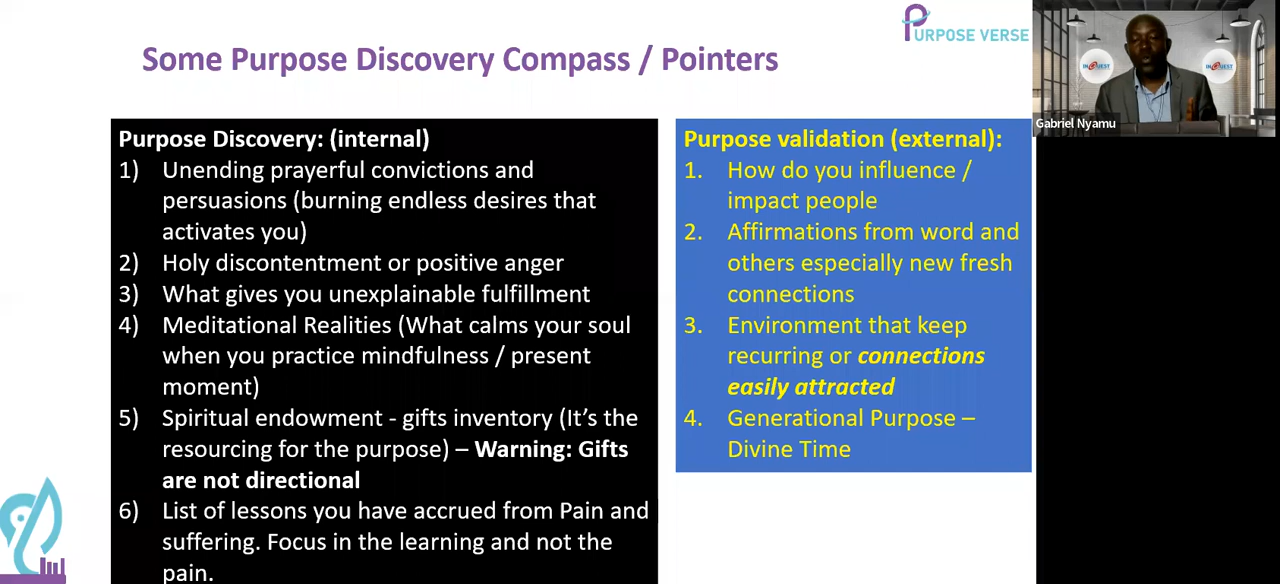 PURPOSE VERSE
Some Purpose Discovery Compass / Pointers
Purpose Discovery: (internal)
1) Unending prayerful convictions and
persuasions (burning endless desires that
activates you)
2) Holy discontentment or positive anger
3) What gives you unexplainable fulfillment
4) Meditational Realities (What calms your soul
when you practice mindfulness / present
moment)
5) Spiritual endowment - gifts inventory (It’s the
resourcing for the purpose) – Warning: Gifts
are not directional
6) List of lessons you have accrued from Pain and
suffering. Focus in the learning and not the
pain.
Purpose validation (external):
1. How do you influence /
impact people
2. Affirmations from word and
others especially new fresh
connections
3. Environment that keep
recurring or connections
easily attracted
4. Generational Purpose –
Divine Time
Gabriel Nyamu